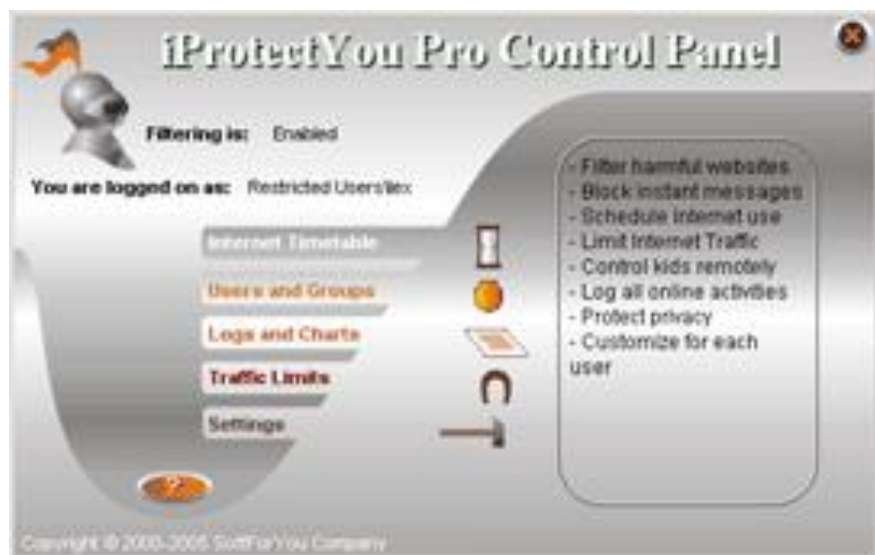 iProtectYou Pro Control Panel
Filtering is: Enabled
You are logged on as: Restricted Users\
Internet Timetable
Users and Groups
Logs and Charts
Traffic Limits
Settings
?
- Filter harmful websites
- Block instant messages
- Schedule internet use
- Limit Internet Traffic
- Control kids remotely
- Log all online activities
- Protect privacy
- Customize for each
user
Copyright © 2000-2005 SoftForYou Company